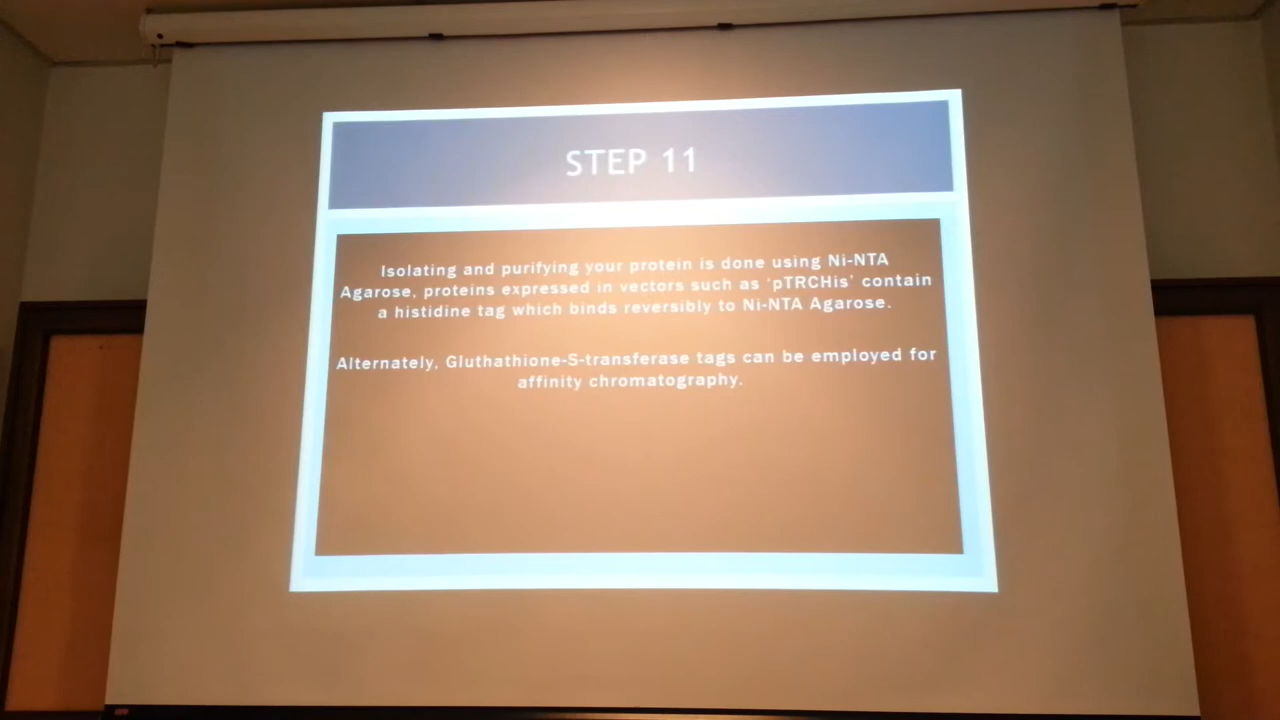 STEP 11
Isolating and purifying your protein is done using Ni-NTA
Agarose, proteins expressed in vectors such as ‘pTRCHis’ contain
a histidine tag which binds reversibly to Ni-NTA Agarose.
Alternately, Gluthathione-S-transferase tags can be employed for
affinity chromatography.